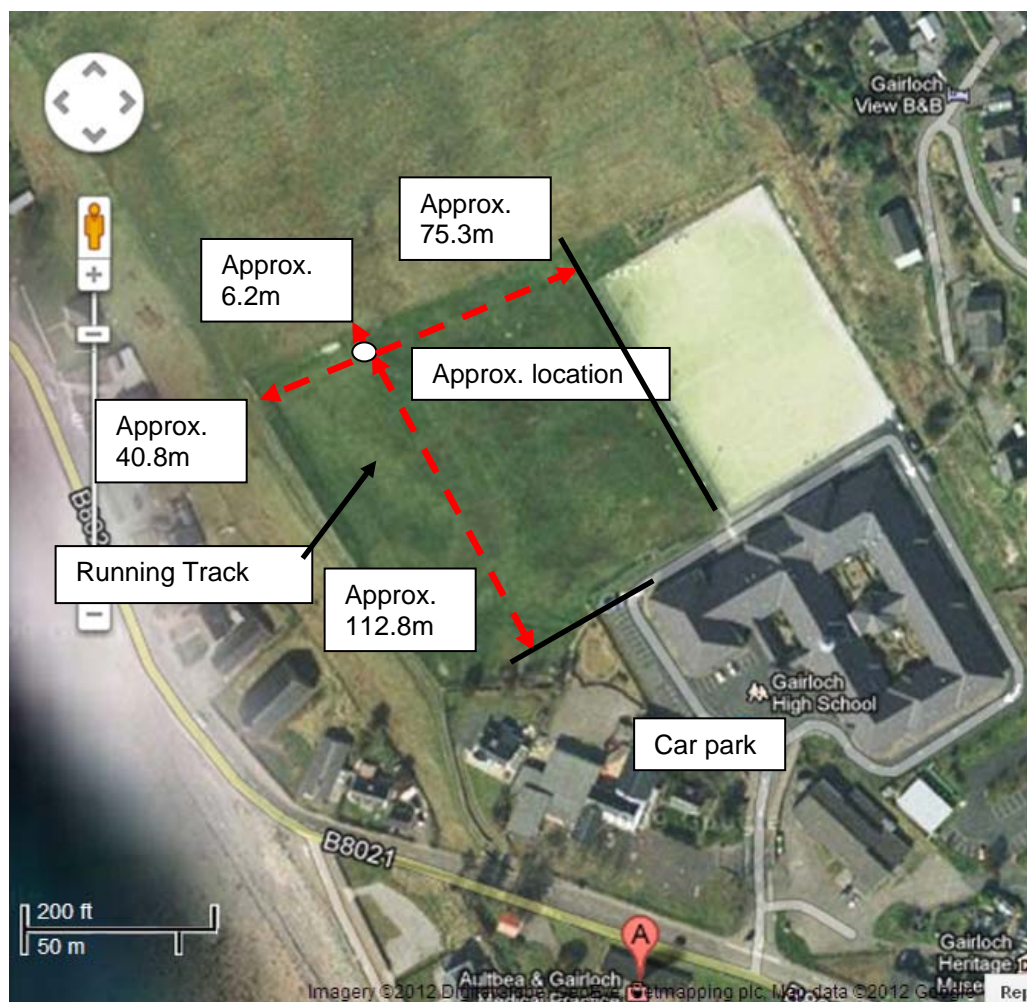 Gairloch
View B&B
Approx.
75.3m
Approx.
6.2m
Approx. location
Approx.
40.8m
Running Track
Approx.
112.8m
Gairloch
High School
Car park
B8021
200 ft
50 m
A
Gairloch
Heritage
Aultbea & Gairloch
Imagery ©2012 DigitalGlobe, GeoEye, Getmapping plc, Map data ©2012 Google